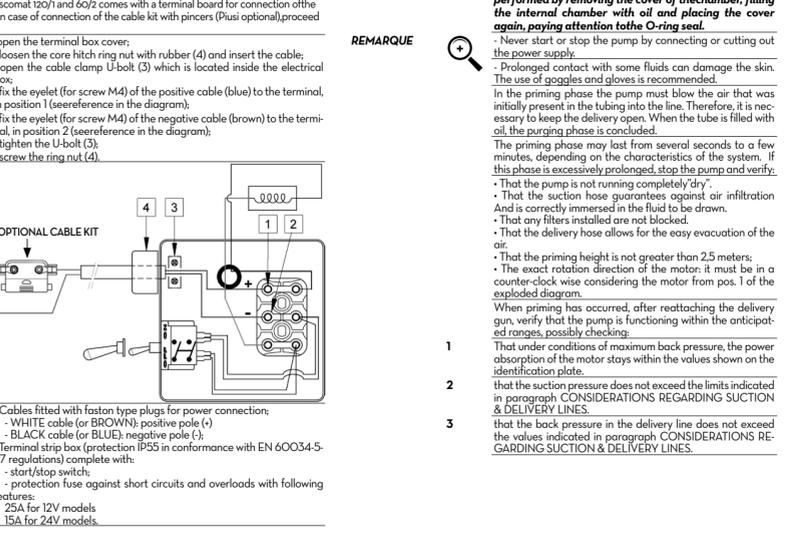 scomat 120/1 and 60/2 comes with a terminal board for connection ofthe
n case of connection of the cable kit with pincers (Piusi optional),proceed
open the terminal box cover;
loosen the core hitch ring nut with rubber (4) and insert the cable;
open the cable clamp U-bolt (3) which is located inside the electrical
ox;
fix the eyelet (for screw M4) of the positive cable (blue) to the terminal,
n position 1 (seereference in the diagram);
fix the eyelet (for screw M4) of the negative cable (brown) to the termi-
al, in position 2 (seereference in the diagram);
tighten the U-bolt (3);
screw the ring nut (4).
4 3
1 2
OPTIONAL CABLE KIT
+
-
Cables fitted with faston type plugs for power connection;
- WHITE cable (or BROWN): positive pole (+)
- BLACK cable (or BLUE): negative pole (-);
Terminal strip box (protection IP55 in conformance with EN 60034-5-
7 regulations) complete with:
- start/stop switch;
- protection fuse against short circuits and overloads with following
eatures:
25A for 12V models
15A for 24V models.
performed by removing the cover of thechamber, filling
the internal chamber with oil and placing the cover
again, paying attention tothe O-ring seal.
REMARQUE
- Never start or stop the pump by connecting or cutting out
the power supply.
- Prolonged contact with some fluids can damage the skin.
The use of goggles and gloves is recommended.
In the priming phase the pump must blow the air that was
initially present in the tubing into the line. Therefore, it is nec-
essary to keep the delivery open. When the tube is filled with
oil, the purging phase is concluded.
The priming phase may last from several seconds to a few
minutes, depending on the characteristics of the system. If
this phase is excessively prolonged, stop the pump and verify:
• That the pump is not running completely"dry".
• That the suction hose guarantees against air infiltration
And is correctly immersed in the fluid to be drawn.
• That any filters installed are not blocked.
• That the delivery hose allows for the easy evacuation of the
air.
• That the priming height is not greater than 2,5 meters;
• The exact rotation direction of the motor: it must be in a
counter-clock wise considering the motor from pos. 1 of the
exploded diagram.
When priming has occurred, after reattaching the delivery
gun, verify that the pump is functioning within the anticipat-
ed ranges, possibly checking:
1 That under conditions of maximum back pressure, the power
absorption of the motor stays within the values shown on the
identification plate.
2 that the suction pressure does not exceed the limits indicated
in paragraph CONSIDERATIONS REGARDING SUCTION
& DELIVERY LINES.
3 that the back pressure in the delivery line does not exceed
the values indicated in paragraph CONSIDERATIONS RE-
GARDING SUCTION & DELIVERY LINES.